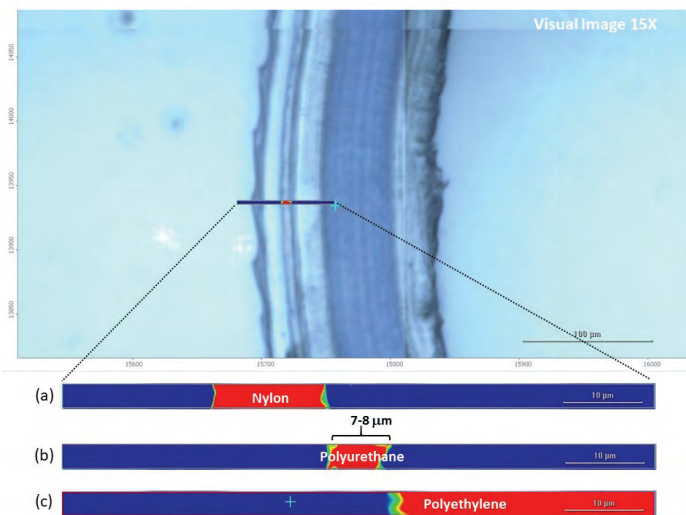 Visual Image 15X
14050
14000
13950
13900
13850
100 µm
15600
15700
15800
15900
16000
(a)
Nylon
10 µm
7-8 µm
(b)
Polyurethane
10 µm
(c)
Polyethylene
10 µm